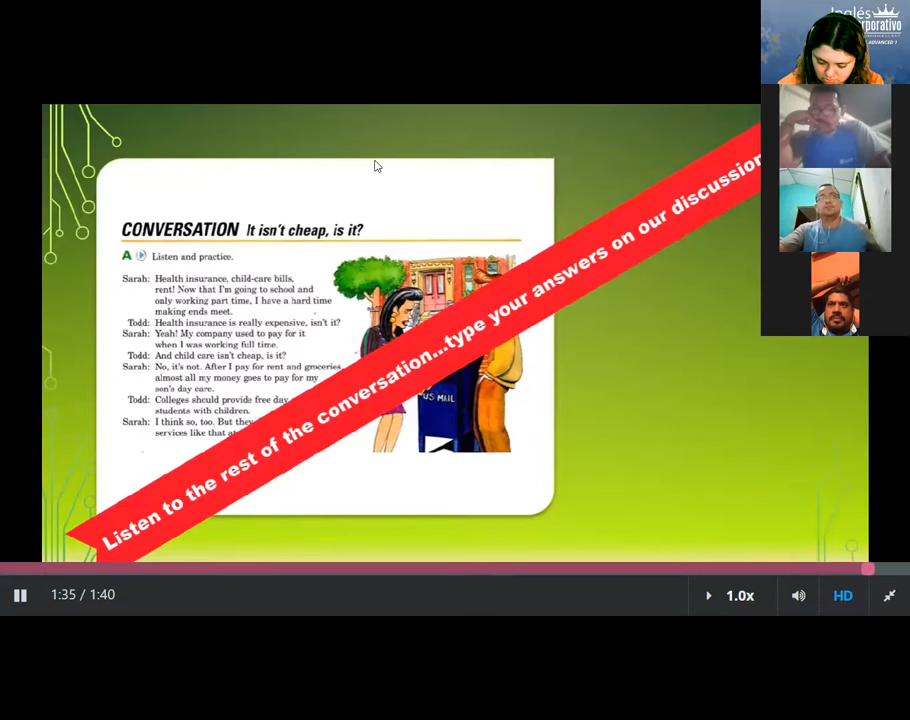 Inglés
orporativo
ADVANCED 1
CONVERSATION It isn't cheap, is it?
A Listen and practice.
Sarah: Health insurance, child-care bills,
rent! Now that I'm going to school and
only working part time, I have a hard time
making ends meet.
Todd: Health insurance is really expensive, isn't it?
Sarah: Yeah! My company used to pay for it
when I was working full time.
Todd: And child care isn't cheap, is it?
Sarah: No, it's not. After I pay for rent and groceries,
almost all my money goes to pay for my
son's day care.
Todd: Colleges should provide free day
students with children.
Sarah: I think so, too. But they
services like that at
US MAIL
Listen to the rest of the conversation...type your answers on our discussion
1:35 / 1:40
1.0x
HD